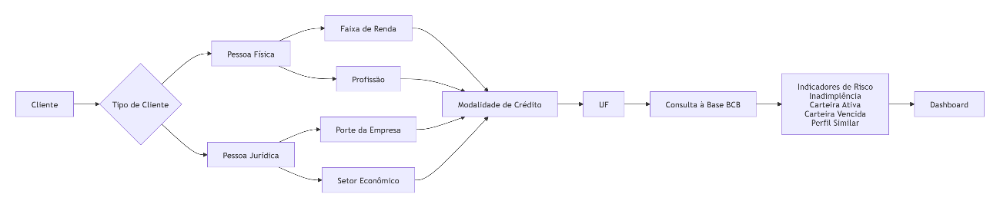 Cliente
Tipo de Cliente
Pessoa Física
Pessoa Jurídica
Faixa de Renda
Profissão
Porte da Empresa
Setor Econômico
Modalidade de Crédito
UF
Consulta à Base BCB
Indicadores de Risco
Inadimplência
Carteira Ativa
Carteira Vencida
Perfil Similar
Dashboard